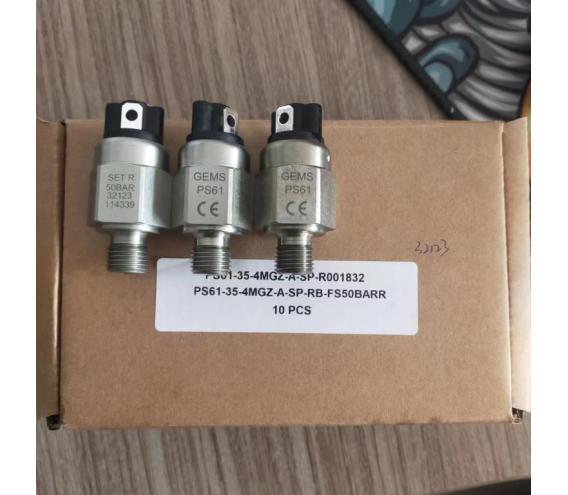 SET R
50BAR
32123
114339
GEMS
PS61
CE
GEMS
PS61
CE
32123
PS61-35-4MGZ-A-SP-R001832
PS61-35-4MGZ-A-SP-RB-FS50BARR
10 PCS